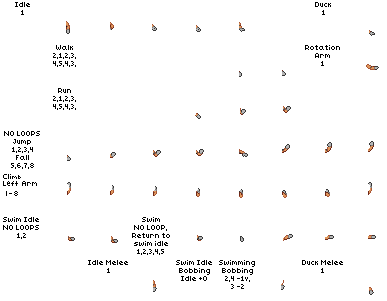 Idle
1
Duck
1
Walk
2,1,2,3,
4,5,4,3,
Rotation
Arm
1
Run
2,1,2,3,
4,5,4,3,
NO LOOPS
Jump
1,2,3,4
Fall
5,6,7,8
Climb
Left Arm
1-8
Swim Idle
NO LOOPS
1,2
Swim
NO LOOP,
Return to
swim idle
1,2,3,4,5
Idle Melee
1
Swim Idle
Bobbing
Idle +0
Swimming
Bobbing
2,4 -1v,
3 -2
Duck Melee
1